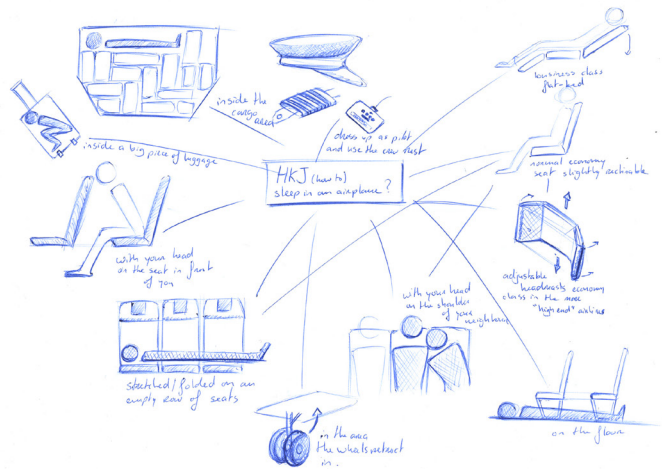 HKJ (how to)
sleep in an airplane?
inside the
cargo
area
dress up as pilot
and use the crew rest
business class
flat-bed
normal economy
seat slightly reclinable
adjustable
headrests economy
class in the more
"high end" airlines
on the floor
with your head
on the shoulder
of your
neighbour
in the area
the whels retract
in.
stretched/folded on an
empty row of seats
with your head
on the seat in front
of you
inside a big piece of luggage